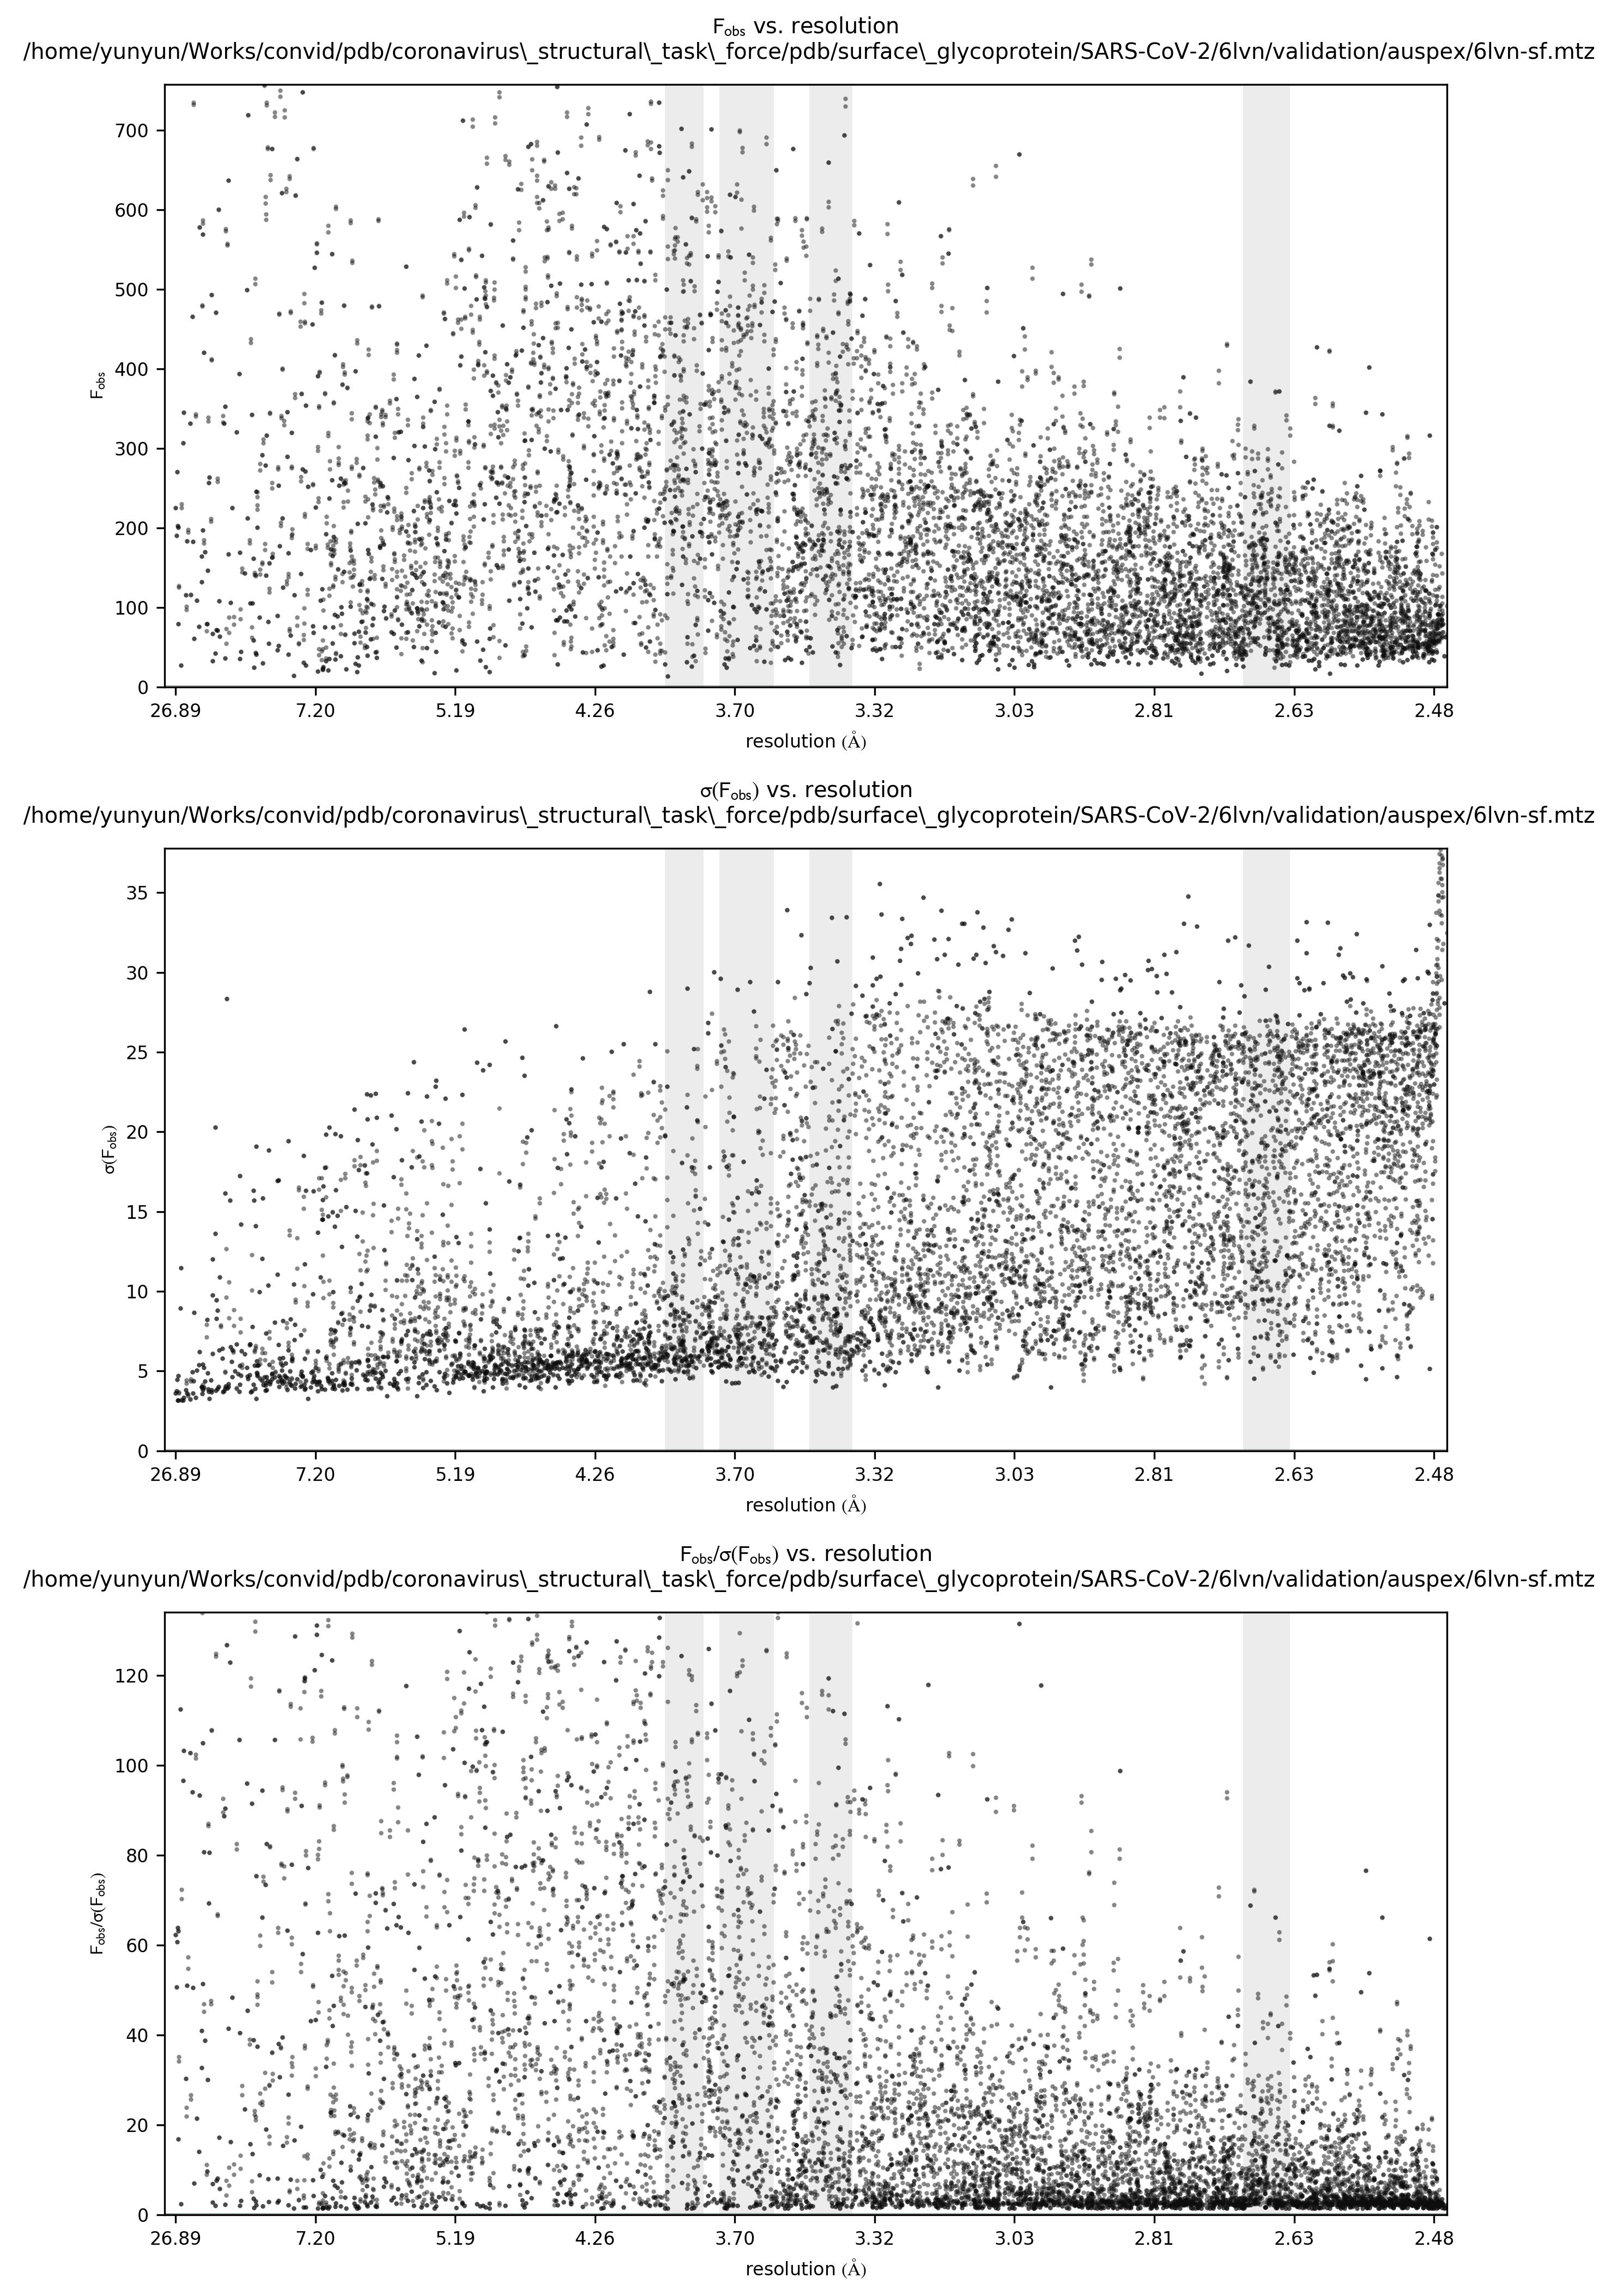 Fobs vs. resolution
/home/yunyun/Works/convid/pdb/coronavirus\_structural\_task\_force/pdb/surface\_glycoprotein/SARS-CoV-2/6lvn/validation/auspex/6lvn-sf.mtz
700
600
500
400
300
200
100
0
Fobs
26.89 7.20 5.19 4.26 3.70 3.32 3.03 2.81 2.63 2.48
resolution (Å)
σ(Fobs) vs. resolution
/home/yunyun/Works/convid/pdb/coronavirus\_structural\_task\_force/pdb/surface\_glycoprotein/SARS-CoV-2/6lvn/validation/auspex/6lvn-sf.mtz
35
30
25
20
15
10
5
0
σ(Fobs)
26.89 7.20 5.19 4.26 3.70 3.32 3.03 2.81 2.63 2.48
resolution (Å)
Fobs/σ(Fobs) vs. resolution
/home/yunyun/Works/convid/pdb/coronavirus\_structural\_task\_force/pdb/surface\_glycoprotein/SARS-CoV-2/6lvn/validation/auspex/6lvn-sf.mtz
120
100
80
60
40
20
0
Fobs/σ(Fobs)
26.89 7.20 5.19 4.26 3.70 3.32 3.03 2.81 2.63 2.48
resolution (Å)